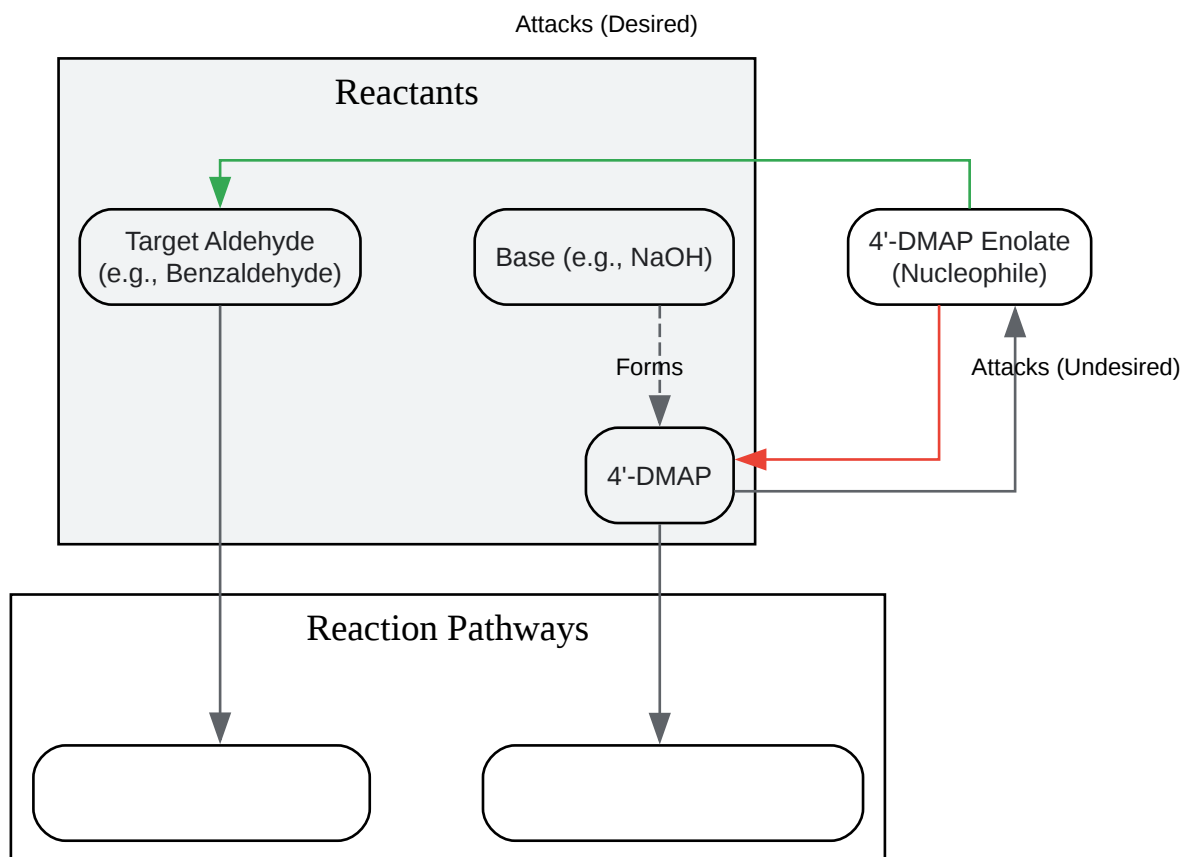 Attacks (Desired)
Reactants
Target Aldehyde
(e.g., Benzaldehyde)
Base (e.g., NaOH)
4'-DMAP Enolate
(Nucleophile)
Forms
Attacks (Undesired)
4'-DMAP
Reaction Pathways